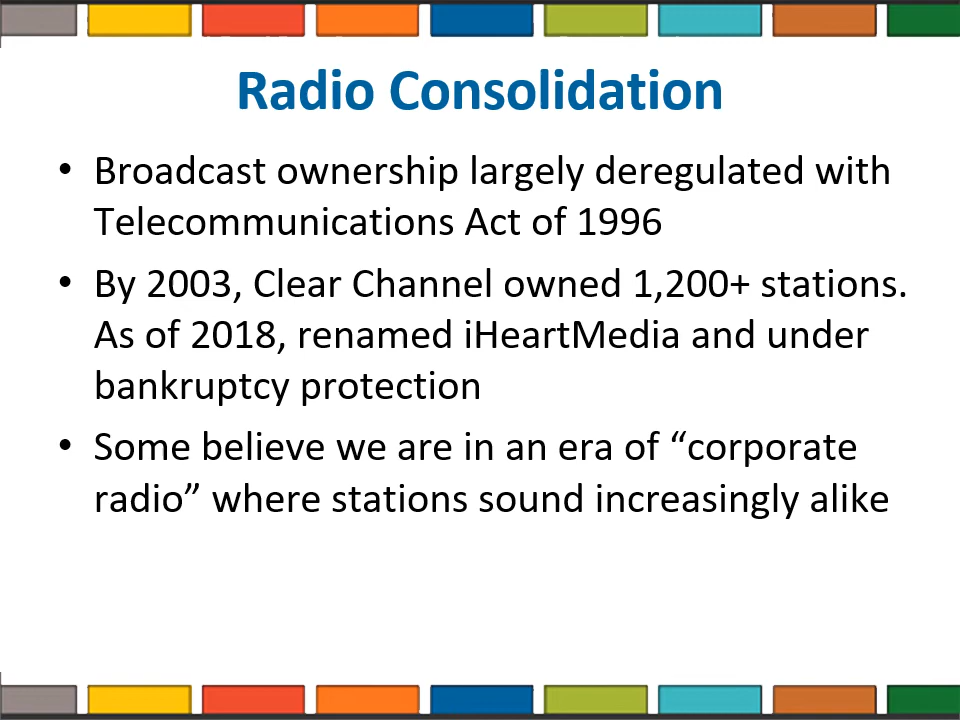 Radio Consolidation
• Broadcast ownership largely deregulated with
Telecommunications Act of 1996
• By 2003, Clear Channel owned 1,200+ stations.
As of 2018, renamed iHeartMedia and under
bankruptcy protection
• Some believe we are in an era of “corporate
radio” where stations sound increasingly alike